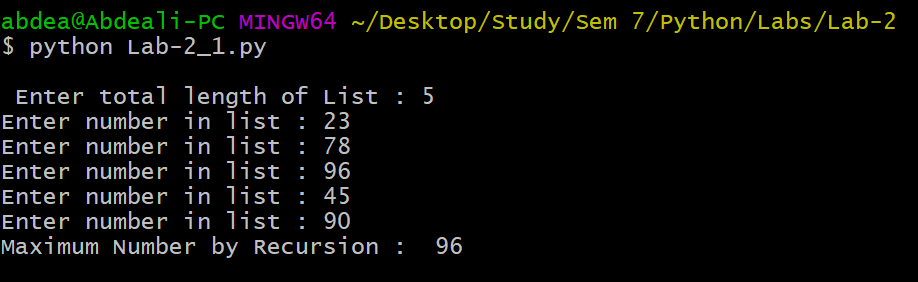 abdea@Abdeali-PC MINGW64 ~/Desktop/Study/Sem 7/Python/Labs/Lab-2
$ python Lab-2_1.py
Enter total length of List : 5
Enter number in list : 23
Enter number in list : 78
Enter number in list : 96
Enter number in list : 45
Enter number in list : 90
Maximum Number by Recursion :  96